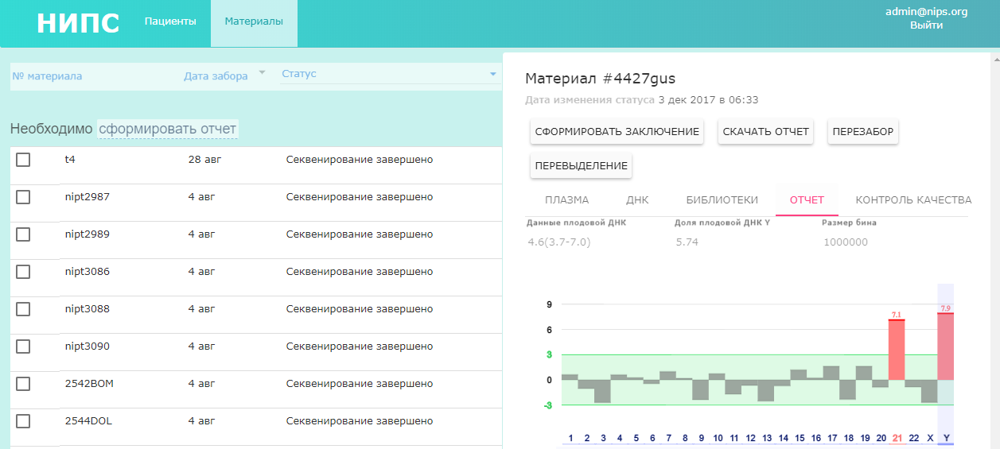 НИПС
Пациенты
Материалы
admin@nips.org
Выйти
№ материала
Дата забора
Статус
Необходимо сформировать отчет
t4 28 авг Секвенирование завершено
nipt2987 4 авг Секвенирование завершено
nipt2989 4 авг Секвенирование завершено
nipt3086 4 авг Секвенирование завершено
nipt3088 4 авг Секвенирование завершено
nipt3090 4 авг Секвенирование завершено
2542BOM 4 авг Секвенирование завершено
2544DOL 4 авг Секвенирование завершено
Материал #4427gus
Дата изменения статуса 3 дек 2017 в 06:33
СФОРМИРОВАТЬ ЗАКЛЮЧЕНИЕ
СКАЧАТЬ ОТЧЕТ
ПЕРЕЗАБОР
ПЕРЕВЫДЕЛЕНИЕ
ПЛАЗМА ДНК БИБЛИОТЕКИ ОТЧЕТ КОНТРОЛЬ КАЧЕСТВА
Данные плодовой ДНК Доля плодовой ДНК Y Размер бина
4.6(3.7-7.0) 5.74 1000000
9
6
3
0
-3
7.1
7.9
1 2 3 4 5 6 7 8 9 10 11 12 13 14 15 16 17 18 19 20 21 22 X Y